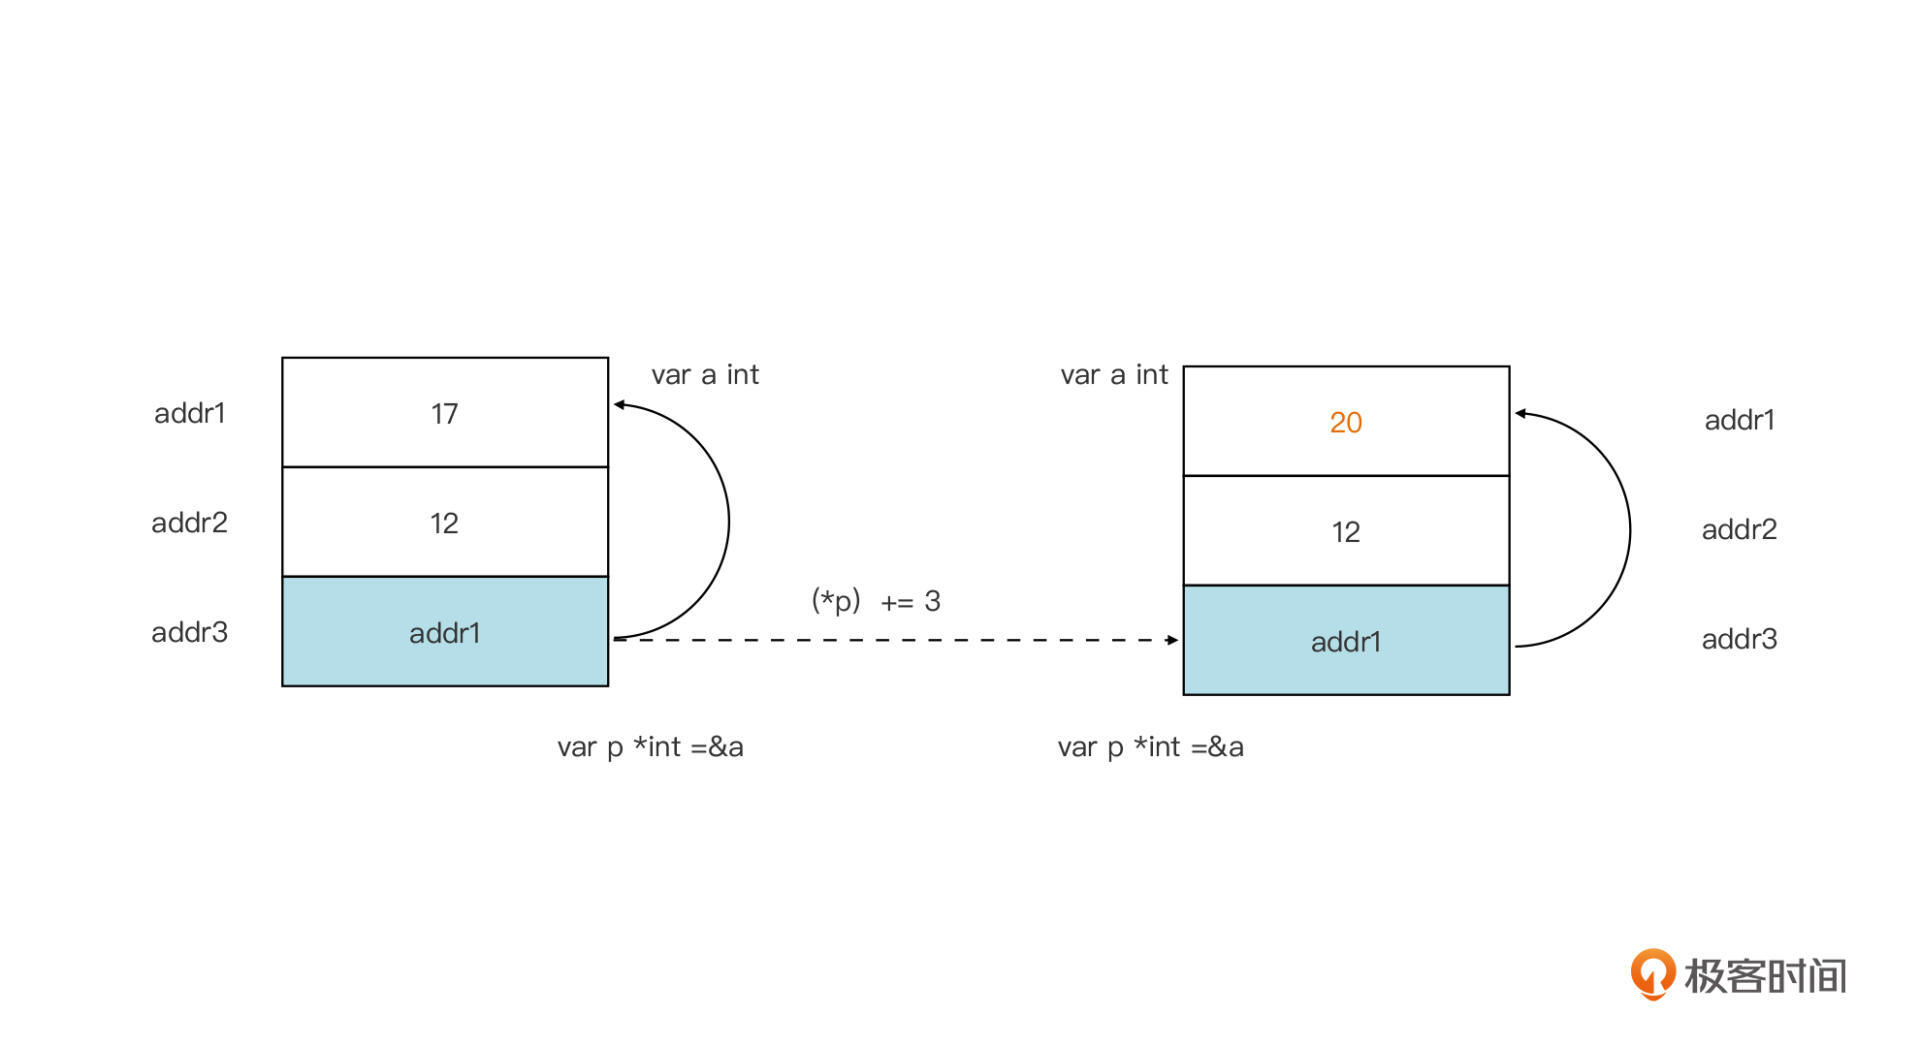 var a int
var a int
addr1
17
20
addr1
addr2
12
12
addr2
(*p) += 3
addr3
addr1
addr1
addr3
var p *int =&a
var p *int =&a
极客时间